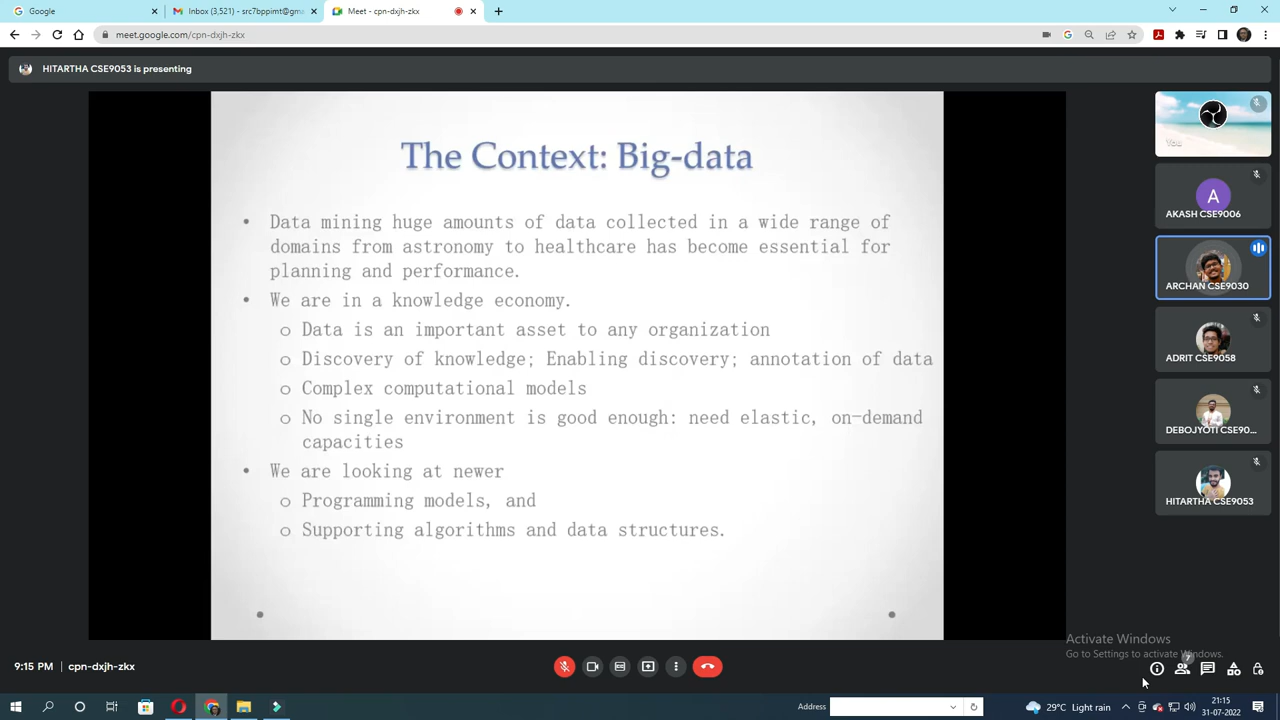 Google
Inbox (3,521) - src7bppimt@gm
Meet - cpn-dxjh-zkx
meet.google.com/cpn-dxjh-zkx
HITARTHA CSE9053 is presenting
The Context: Big-data
• Data mining huge amounts of data collected in a wide range of
domains from astronomy to healthcare has become essential for
planning and performance.
• We are in a knowledge economy.
o Data is an important asset to any organization
o Discovery of knowledge; Enabling discovery; annotation of data
o Complex computational models
o No single environment is good enough: need elastic, on-demand
capacities
• We are looking at newer
o Programming models, and
o Supporting algorithms and data structures.
You
A
AKASH CSE9006
ARCHAN CSE9030
ADRIT CSE9058
DEBOJYOTI CSE90...
HITARTHA CSE9053
Activate Windows
Go to Settings to activate Windows.
9:15 PM | cpn-dxjh-zkx
7
Address
29°C Light rain
21:15
31-07-2022